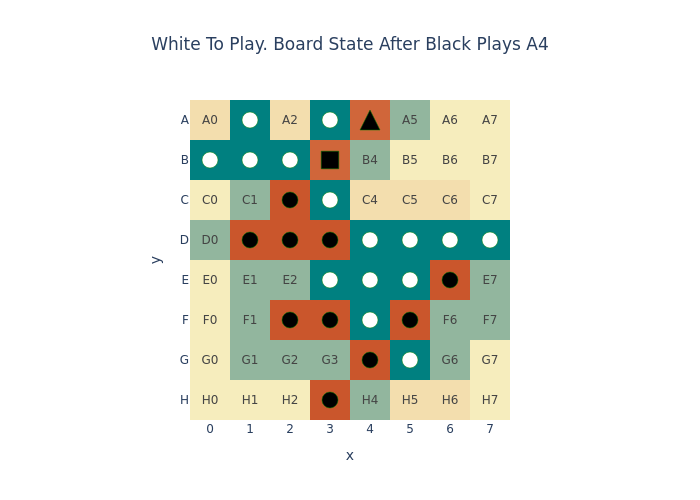 White To Play. Board State After Black Plays A4
A A0 A2 A5 A6 A7
B B4 B5 B6 B7
C C0 C1 C4 C5 C6 C7
D D0
y
E E0 E1 E2 E7
F F0 F1 F6 F7
G G0 G1 G2 G3 G6 G7
H H0 H1 H2 H4 H5 H6 H7
0 1 2 3 4 5 6 7
x